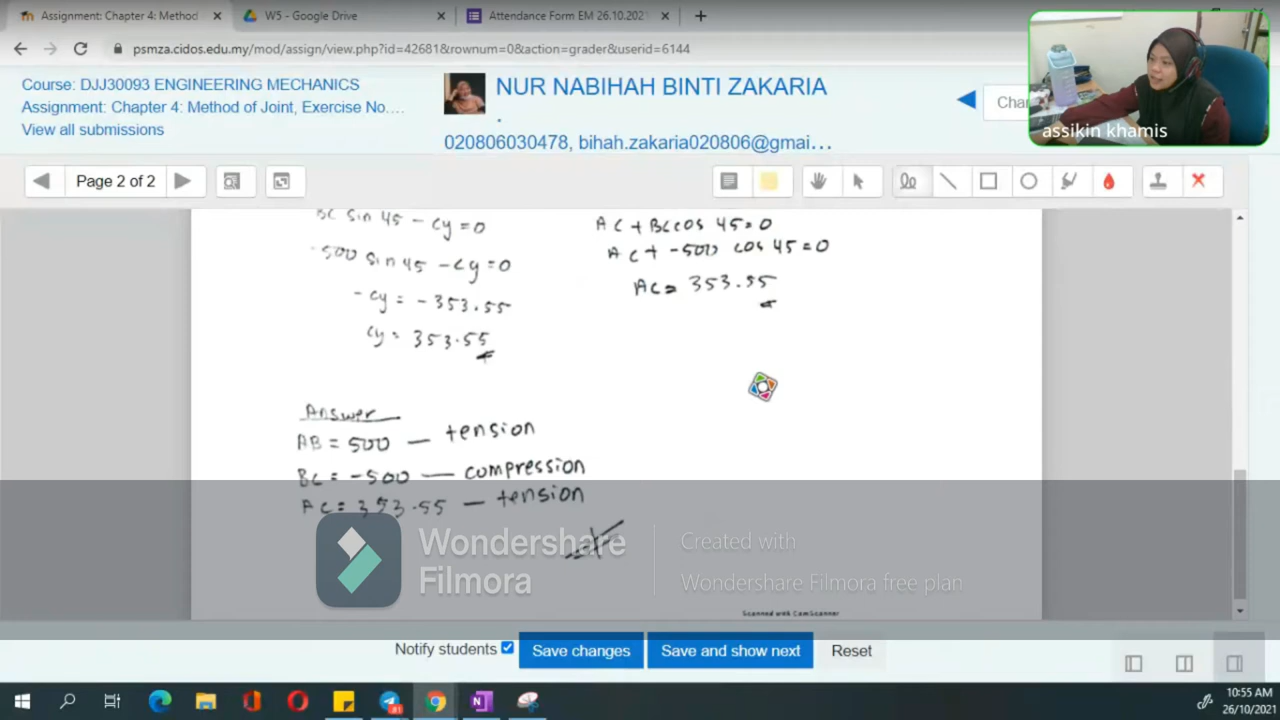 Assignment: Chapter 4: Method
W5 - Google Drive
Attendance Form EM 26.10.202
psmza.cidos.edu.my/mod/assign/view.php?id=42681&rownum=0&action=grader&userid=6144
Course: DJJ30093 ENGINEERING MECHANICS
Assignment: Chapter 4: Method of Joint, Exercise No....
View all submissions
NUR NABIHAH BINTI ZAKARIA
.
020806030478, bihah.zakaria020806@gmai...
Chan
assikin khamis
Page 2 of 2
BC sin 45 - cy = 0
-500 sin 45 - cy = 0
-cy = -353.55
cy = 353.55
AC + BC cos 45 = 0
AC + -500 cos 45 = 0
AC = 353.55
Answer
AB = 500 — tension
BC = -500 — compression
AC = 353.55 — tension
Wondershare
Filmora
Created with
Wondershare Filmora free plan
Scanned with CamScanner
Notify students
Save changes
Save and show next
Reset
10:55 AM
26/10/2021